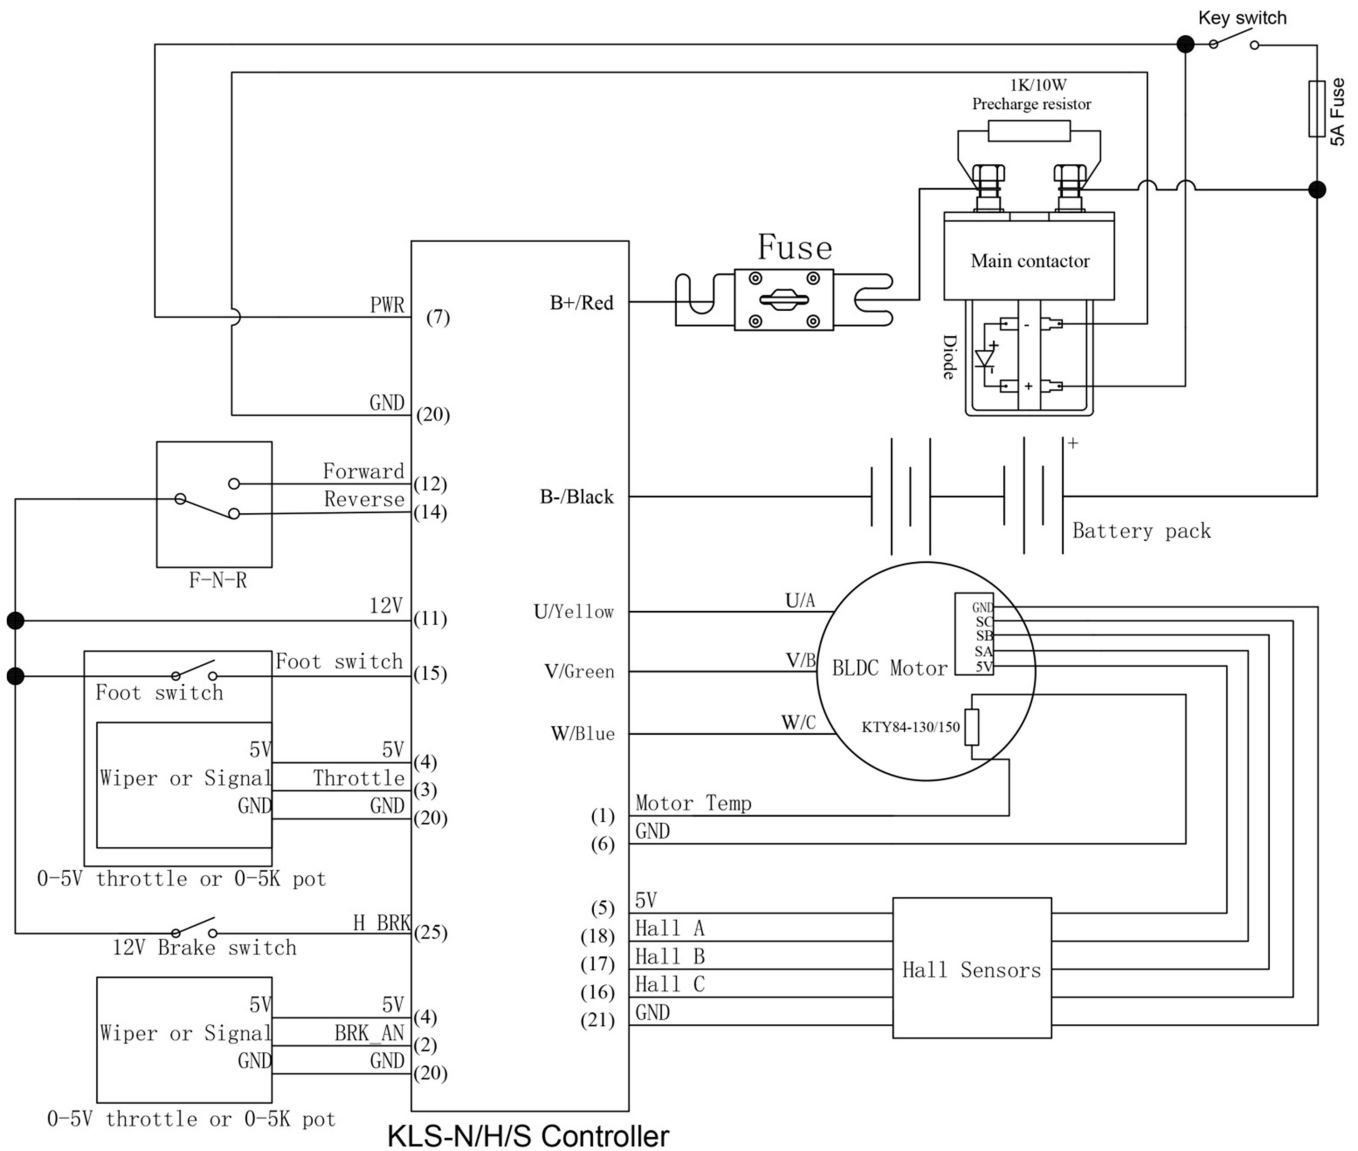 Key switch
1K/10W
Precharge resistor
5A Fuse
Fuse
Main contactor
PWR
(7)
B+/Red
-
Diode
+
-
+
GND
(20)
Forward
(12)
Reverse
(14)
F-N-R
B-/Black
+
Battery pack
12V
(11)
U/Yellow
U/A
GND
SC
SB
SA
5V
Foot switch
(15)
Foot switch
V/Green
V/B
BLDC Motor
W/Blue
W/C
KTY84-130/150
5V
5V
(4)
Wiper or Signal
Throttle
(3)
GND
GND
(20)
0-5V throttle or 0-5K pot
(1)
Motor Temp
(6)
GND
(5)
5V
(18)
Hall A
(17)
Hall B
(16)
Hall C
(21)
GND
Hall Sensors
H BRK
(25)
12V Brake switch
5V
5V
(4)
Wiper or Signal
BRK_AN
(2)
GND
GND
(20)
0-5V throttle or 0-5K pot
KLS-N/H/S Controller